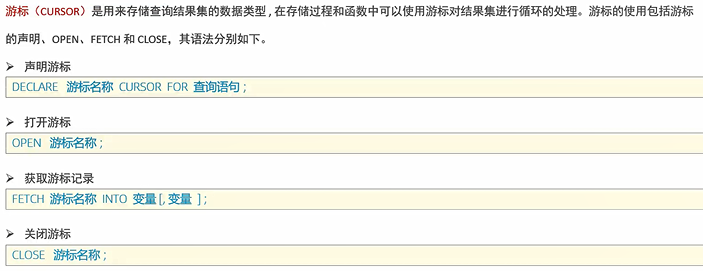 游标（CURSOR）是用来存储查询结果集的数据类型，在存储过程和函数中可以使用游标对结果集进行循环的处理。游标的使用包括游标
的声明、OPEN、FETCH 和 CLOSE，其语法分别如下。
➢ 声明游标
DECLARE 游标名称 CURSOR FOR 查询语句 ;
➢ 打开游标
OPEN 游标名称 ;
➢ 获取游标记录
FETCH 游标名称 INTO 变量 [, 变量 ] ;
➢ 关闭游标
CLOSE 游标名称 ;